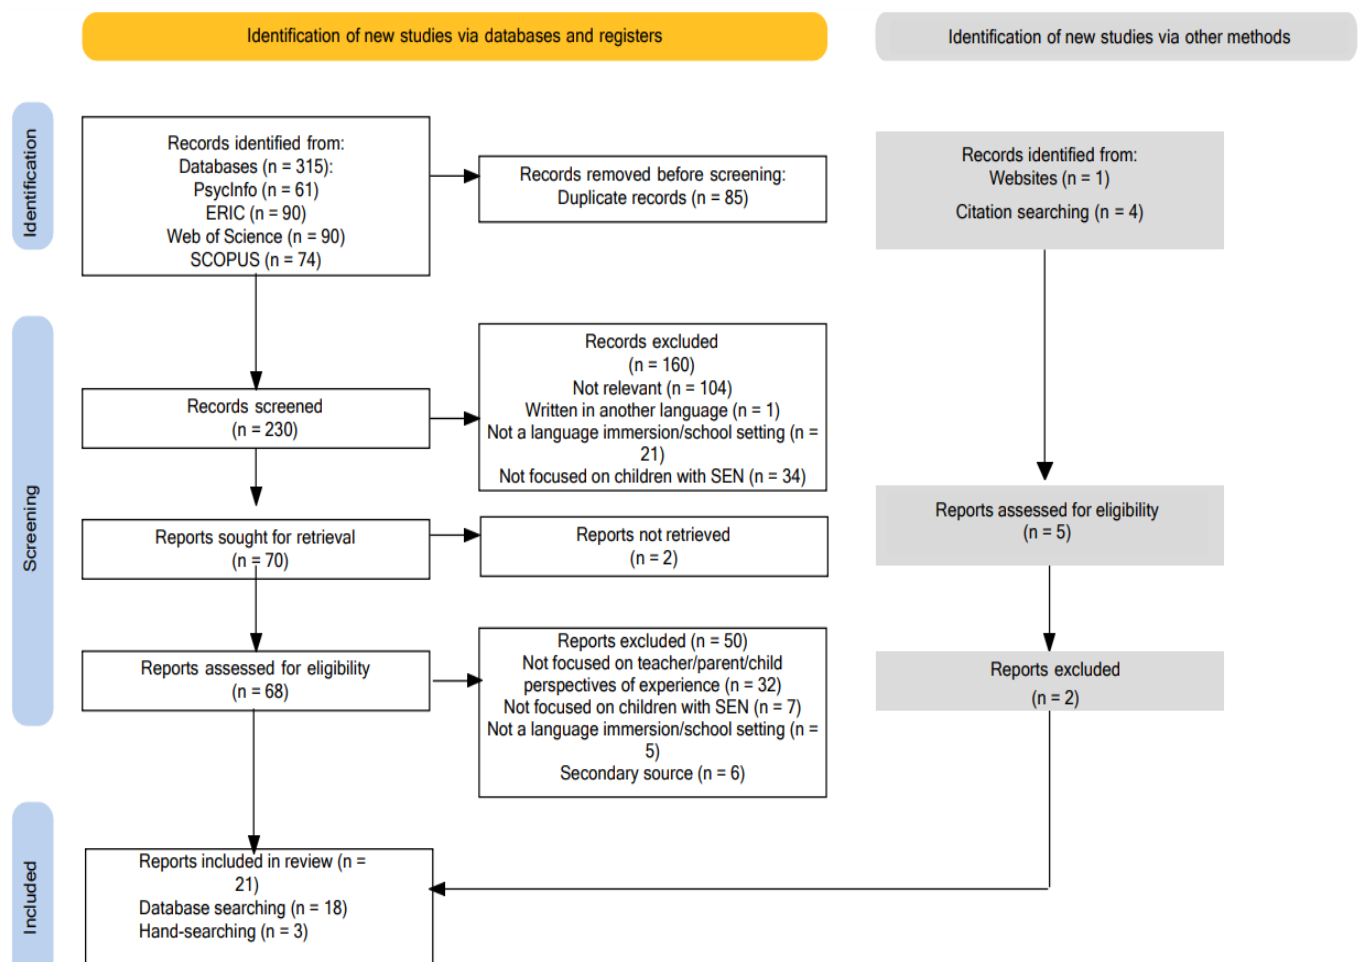 Identification of new studies via databases and registers
Identification of new studies via other methods
Identification
Records identified from:
Databases (n = 315):
PsycInfo (n = 61)
ERIC (n = 90)
Web of Science (n = 90)
SCOPUS (n = 74)
Records removed before screening:
Duplicate records (n = 85)
Records identified from:
Websites (n = 1)
Citation searching (n = 4)
Screening
Records screened
(n = 230)
Records excluded
(n = 160)
Not relevant (n = 104)
Written in another language (n = 1)
Not a language immersion/school setting (n =
21)
Not focused on children with SEN (n = 34)
Reports sought for retrieval
(n = 70)
Reports not retrieved
(n = 2)
Reports assessed for eligibility
(n = 5)
Reports assessed for eligibility
(n = 68)
Reports excluded (n = 50)
Not focused on teacher/parent/child
perspectives of experience (n = 32)
Not focused on children with SEN (n = 7)
Not a language immersion/school setting (n =
5)
Secondary source (n = 6)
Reports excluded
(n = 2)
Included
Reports included in review (n =
21)
Database searching (n = 18)
Hand-searching (n = 3)